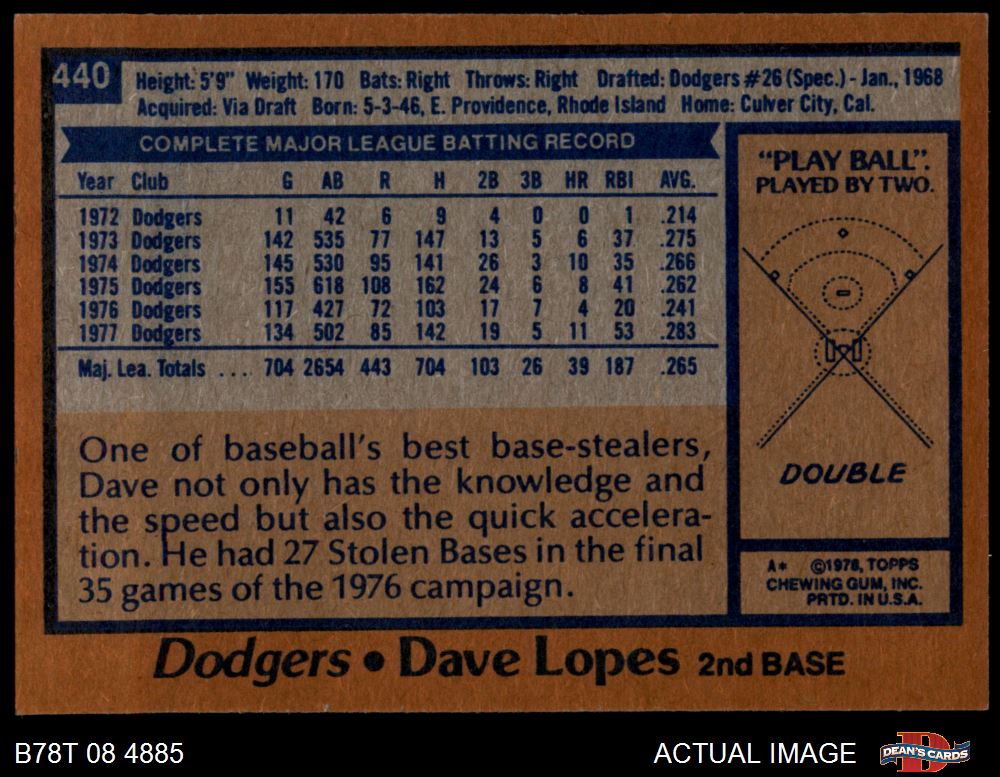 440
Height: 5'9" Weight: 170 Bats: Right Throws: Right Drafted: Dodgers #26 (Spec.) - Jan., 1968
Acquired: Via Draft Born: 5-3-46, E. Providence, Rhode Island Home: Culver City, Cal.
COMPLETE MAJOR LEAGUE BATTING RECORD
Year Club G AB R H 2B 3B HR RBI AVG.
1972 Dodgers 11 42 6 9 4 0 0 1 .214
1973 Dodgers 142 535 77 147 13 5 6 37 .275
1974 Dodgers 145 530 95 141 26 3 10 35 .266
1975 Dodgers 155 618 108 162 24 6 8 41 .262
1976 Dodgers 117 427 72 103 17 7 4 20 .241
1977 Dodgers 134 502 85 142 19 5 11 53 .283
Maj. Lea. Totals .... 704 2654 443 704 103 26 39 187 .265
One of baseball's best base-stealers,
Dave not only has the knowledge and
the speed but also the quick accelera-
tion. He had 27 Stolen Bases in the final
35 games of the 1976 campaign.
"PLAY BALL".
PLAYED BY TWO.
DOUBLE
A* ©1978, TOPPS
CHEWING GUM, INC.
PRTD. IN U.S.A.
Dodgers • Dave Lopes 2nd BASE
B78T 08 4885
ACTUAL IMAGE
DEAN'S CARDS